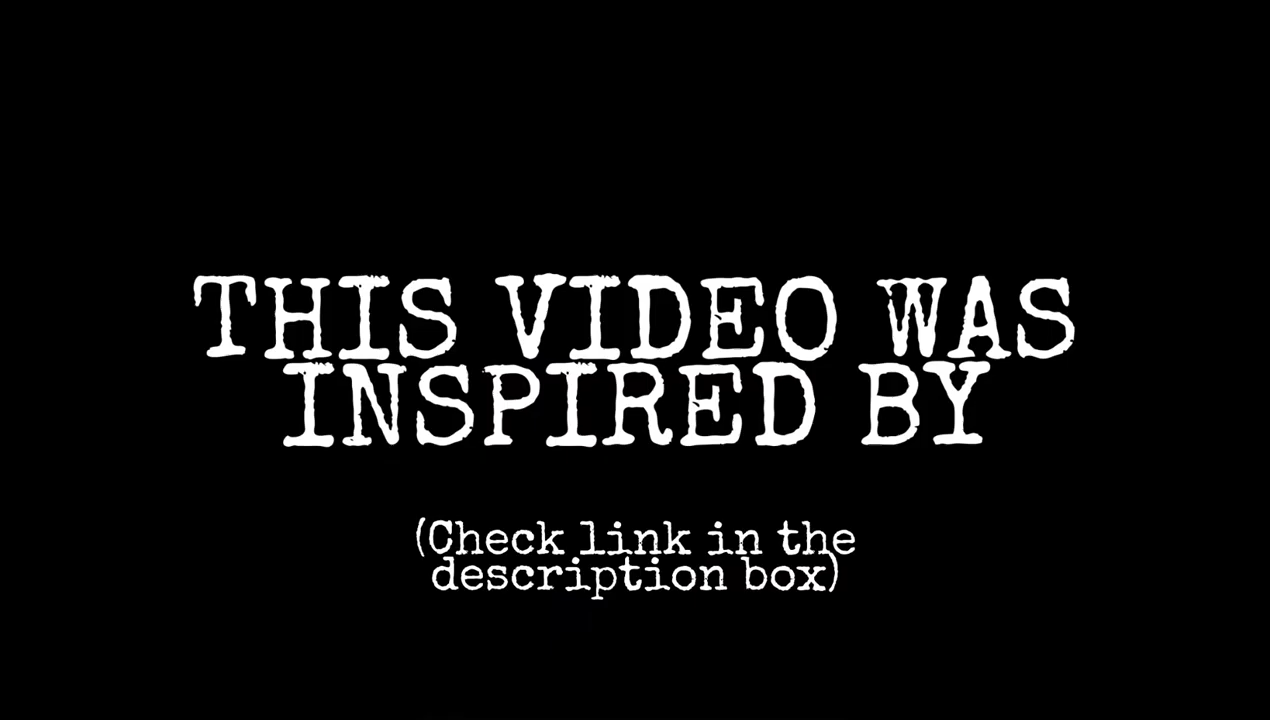 THIS VIDEO WAS
INSPIRED BY
(Check link in the
description box)